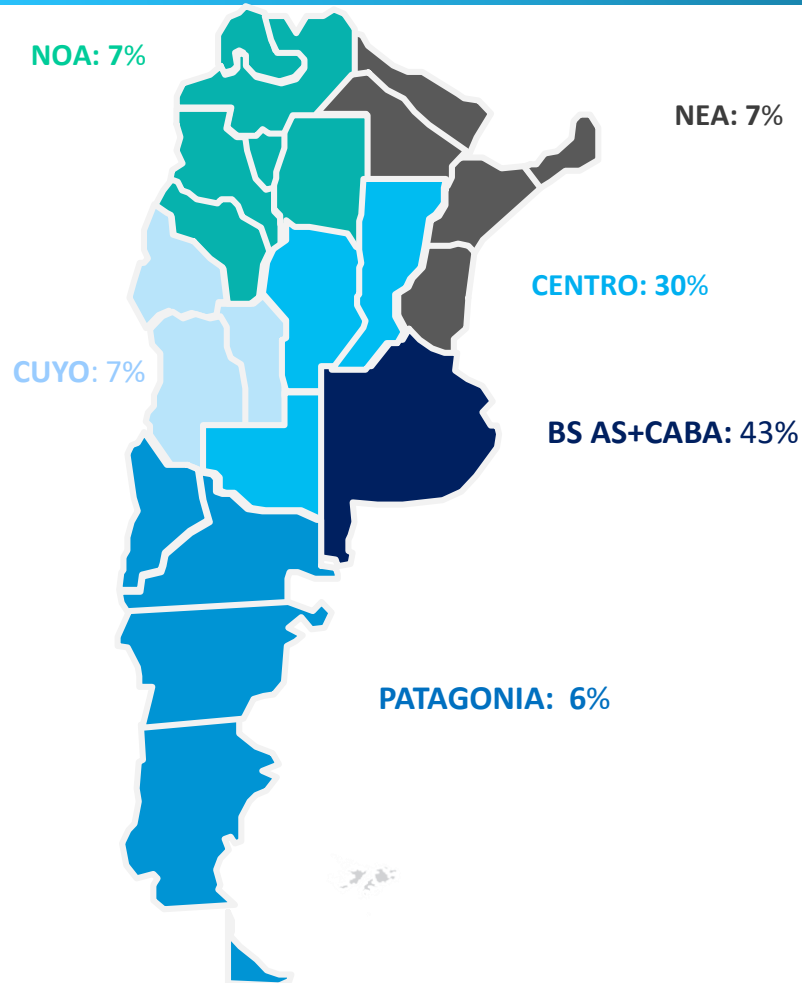 NOA: 7%
NEA: 7%
CENTRO: 30%
CUYO: 7%
BS AS+CABA: 43%
PATAGONIA: 6%